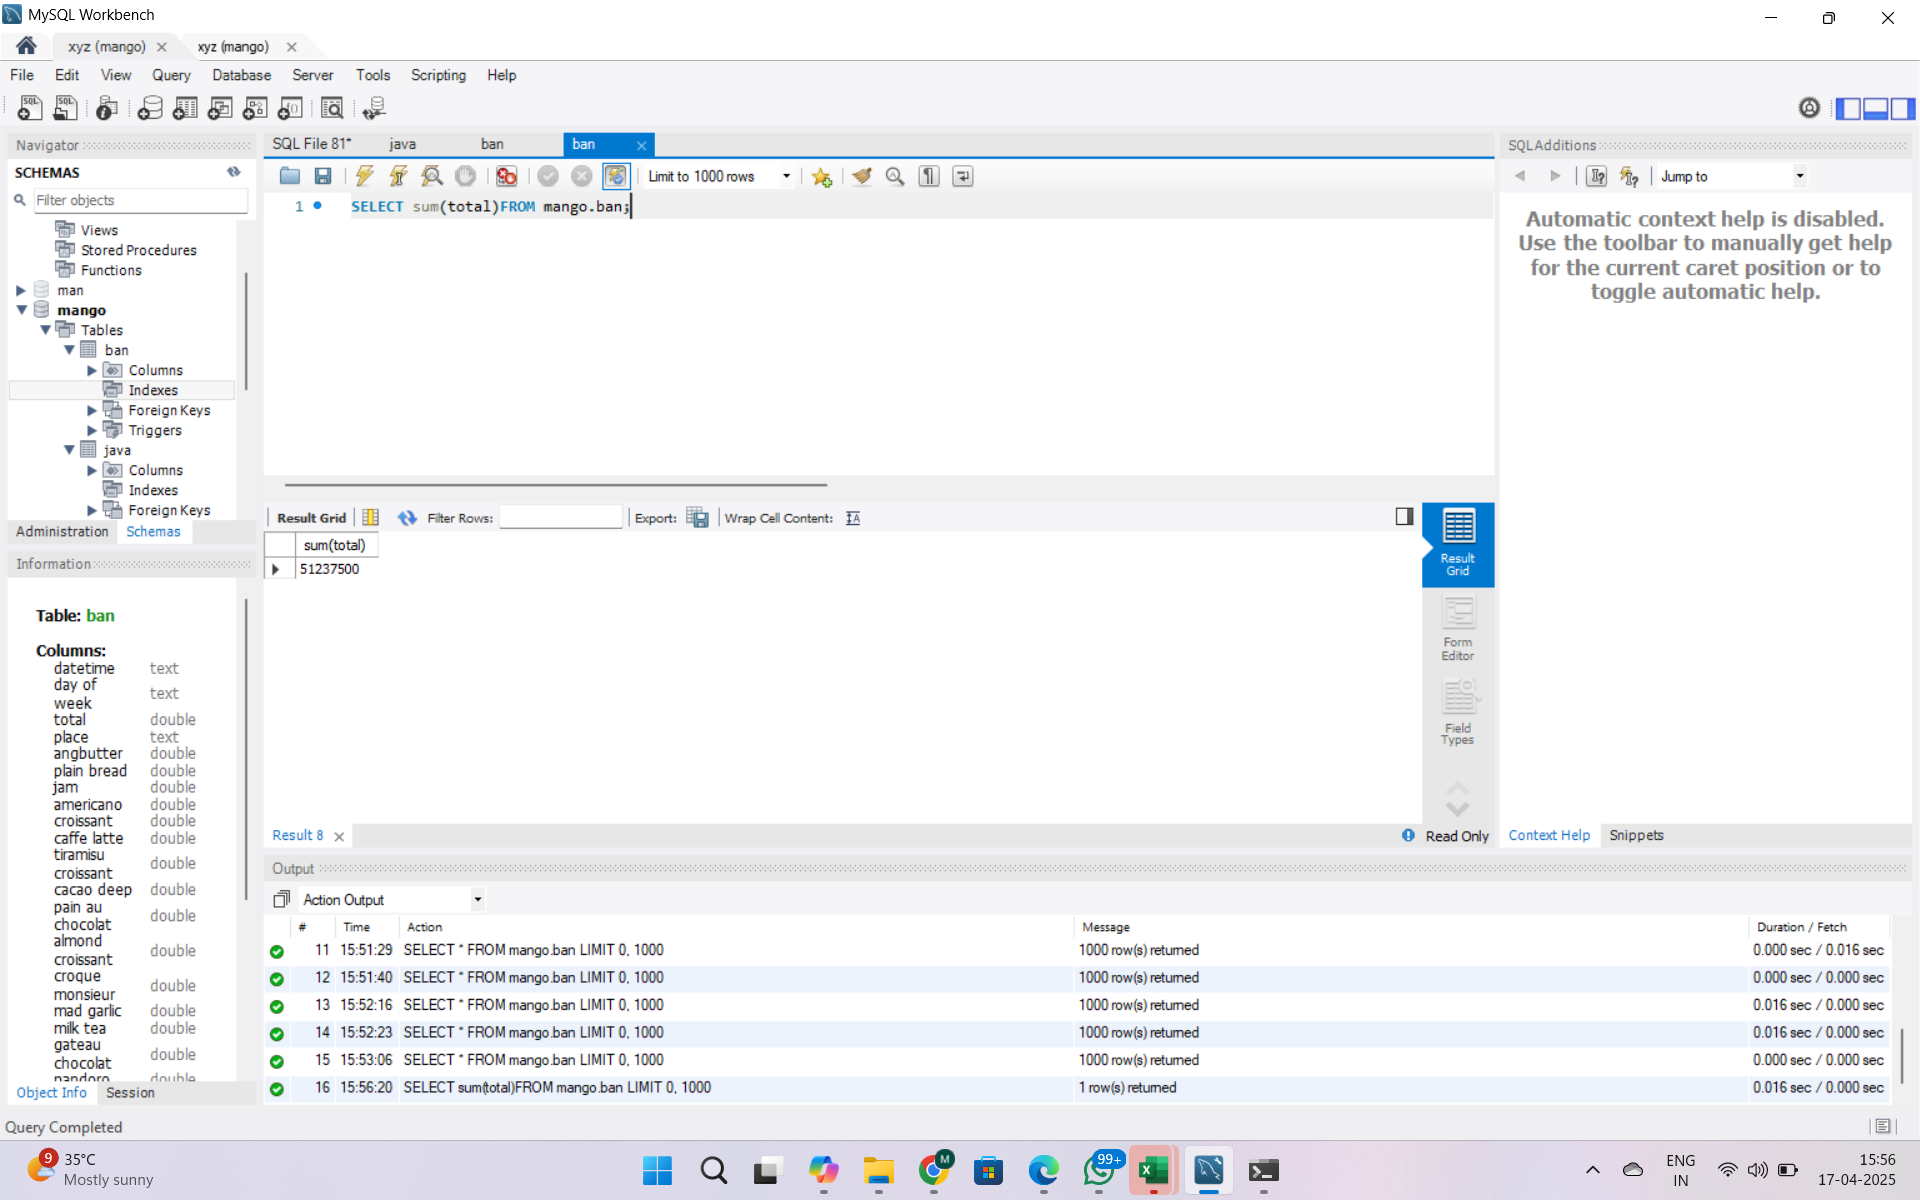 MySQL Workbench
xyz (mango)
xyz (mango)
File Edit View Query Database Server Tools Scripting Help
Navigator
SCHEMAS
Filter objects
Views
Stored Procedures
Functions
man
mango
Tables
ban
Columns
Indexes
Foreign Keys
Triggers
java
Columns
Indexes
Foreign Keys
Administration Schemas
Information
Table: ban
Columns:
datetime text
day of week text
total double
place text
angbutter double
plain bread double
jam double
americano double
croissant double
caffe latte double
tiramisu croissant double
cacao deep double
pain au chocolat double
almond croissant double
croque monsieur double
mad garlic double
milk tea double
gateau chocolat double
pandoro double
Object Info Session
Query Completed
SQL File 81* java ban ban
Limit to 1000 rows
1 SELECT sum(total)FROM mango.ban;
Result Grid Filter Rows: Export: Wrap Cell Content:
sum(total)
51237500
Result Grid
Form Editor
Field Types
Result 8
Read Only
SQLAdditions
Jump to
Automatic context help is disabled.
Use the toolbar to manually get help
for the current caret position or to
toggle automatic help.
Context Help Snippets
Output
Action Output
# Time Action Message Duration / Fetch
11 15:51:29 SELECT * FROM mango.ban LIMIT 0, 1000 1000 row(s) returned 0.000 sec / 0.016 sec
12 15:51:40 SELECT * FROM mango.ban LIMIT 0, 1000 1000 row(s) returned 0.000 sec / 0.000 sec
13 15:52:16 SELECT * FROM mango.ban LIMIT 0, 1000 1000 row(s) returned 0.016 sec / 0.000 sec
14 15:52:23 SELECT * FROM mango.ban LIMIT 0, 1000 1000 row(s) returned 0.016 sec / 0.000 sec
15 15:53:06 SELECT * FROM mango.ban LIMIT 0, 1000 1000 row(s) returned 0.000 sec / 0.000 sec
16 15:56:20 SELECT sum(total)FROM mango.ban LIMIT 0, 1000 1 row(s) returned 0.016 sec / 0.000 sec
9
35°C
Mostly sunny
M
99+
ENG
IN
15:56
17-04-2025